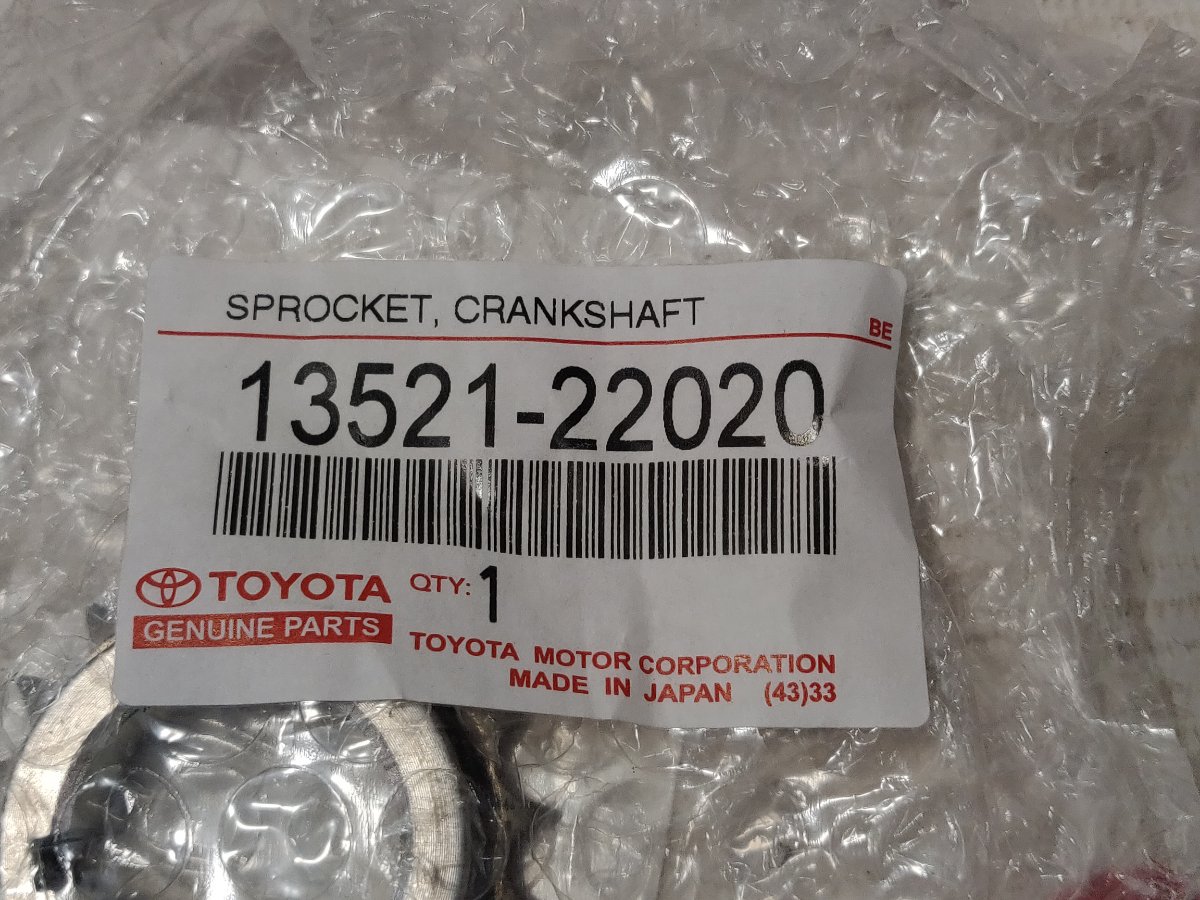 SPROCKET, CRANKSHAFT
BE
13521-22020
TOYOTA
GENUINE PARTS
QTY: 1
TOYOTA MOTOR CORPORATION
MADE IN JAPAN (43)33